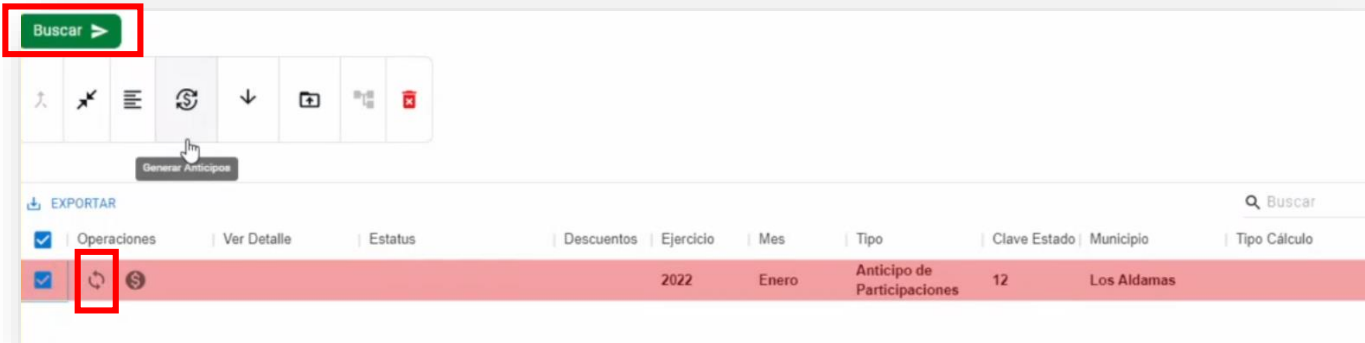 Buscar
Generar Anticipos
EXPORTAR
Buscar
Operaciones Ver Detalle Estatus Descuentos Ejercicio Mes Tipo Clave Estado Municipio Tipo Cálculo
2022 Enero Anticipo de Participaciones 12 Los Aldamas